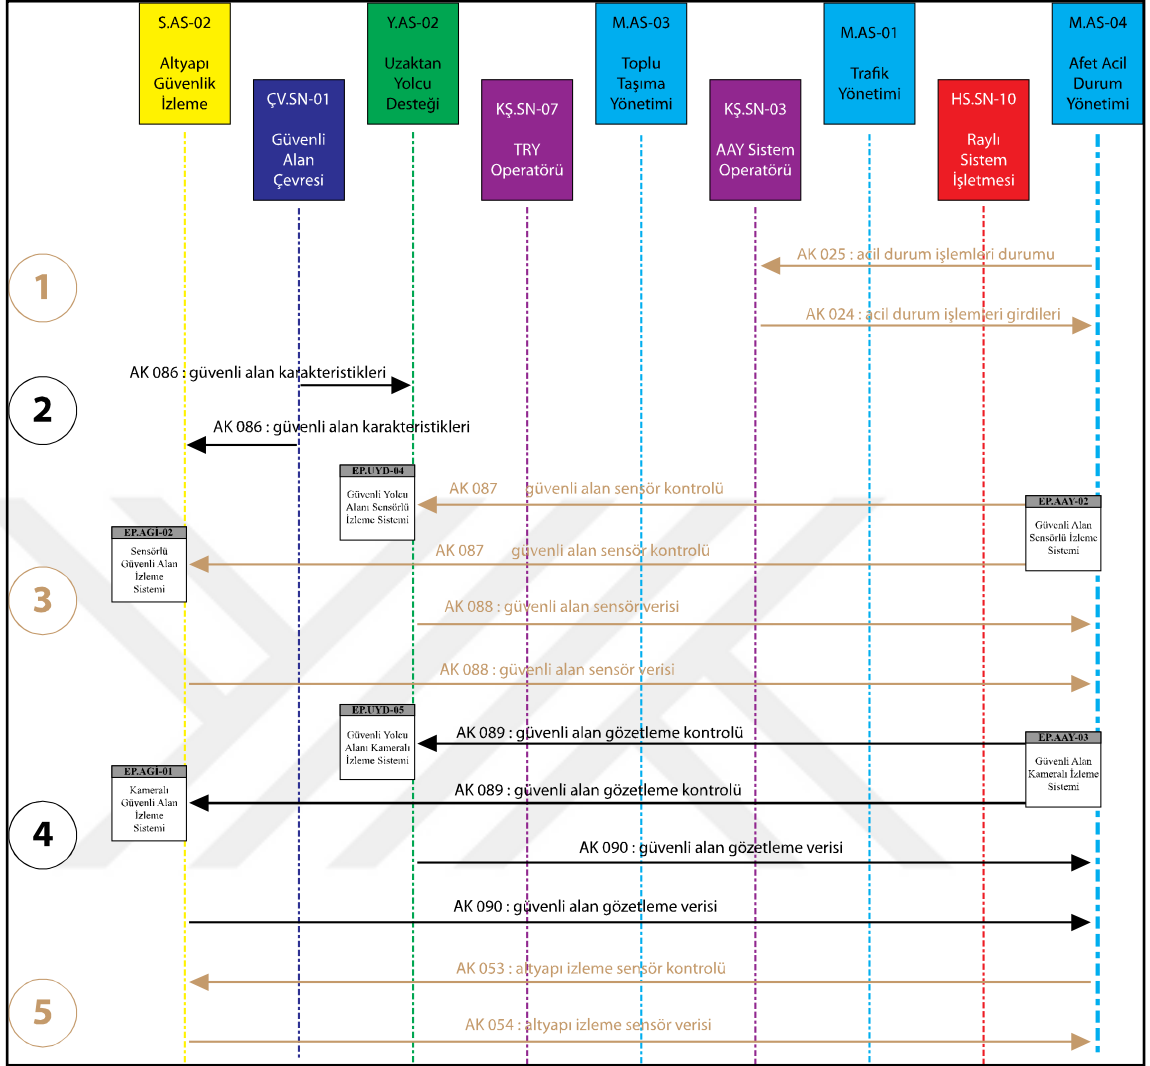 S.AS-02
Altyapı
Güvenlik
İzleme
ÇV.SN-01
Güvenli
Alan
Çevresi
Y.AS-02
Uzaktan
Yolcu
Desteği
KŞ.SN-07
TRY
Operatörü
M.AS-03
Toplu
Taşıma
Yönetimi
KŞ.SN-03
AAY Sistem
Operatörü
M.AS-01
Trafik
Yönetimi
HS.SN-10
Raylı
Sistem
İşletmesi
M.AS-04
Afet Acil
Durum
Yönetimi
1
AK 025 : acil durum işlemleri durumu
AK 024 : acil durum işlemleri girdileri
2
AK 086 : güvenli alan karakteristikleri
AK 086 : güvenli alan karakteristikleri
3
EP.UYD-04
Güvenli Yolcu
Alanı Sensörlü
İzleme Sistemi
AK 087 güvenli alan sensör kontrolü
EP.AAY-02
Güvenli Alan
Sensörlü İzleme
Sistemi
EP.AGİ-02
Sensörlü
Güvenli Alan
İzleme
Sistemi
AK 087 güvenli alan sensör kontrolü
AK 088 : güvenli alan sensör verisi
AK 088 : güvenli alan sensör verisi
4
EP.UYD-05
Güvenli Yolcu
Alanı Kameralı
İzleme Sistemi
AK 089 : güvenli alan gözetleme kontrolü
EP.AAY-03
Güvenli Alan
Kameralı İzleme
Sistemi
EP.AGİ-01
Kameralı
Güvenli Alan
İzleme
Sistemi
AK 089 : güvenli alan gözetleme kontrolü
AK 090 : güvenli alan gözetleme verisi
AK 090 : güvenli alan gözetleme verisi
5
AK 053 : altyapı izleme sensör kontrolü
AK 054 : altyapı izleme sensör verisi